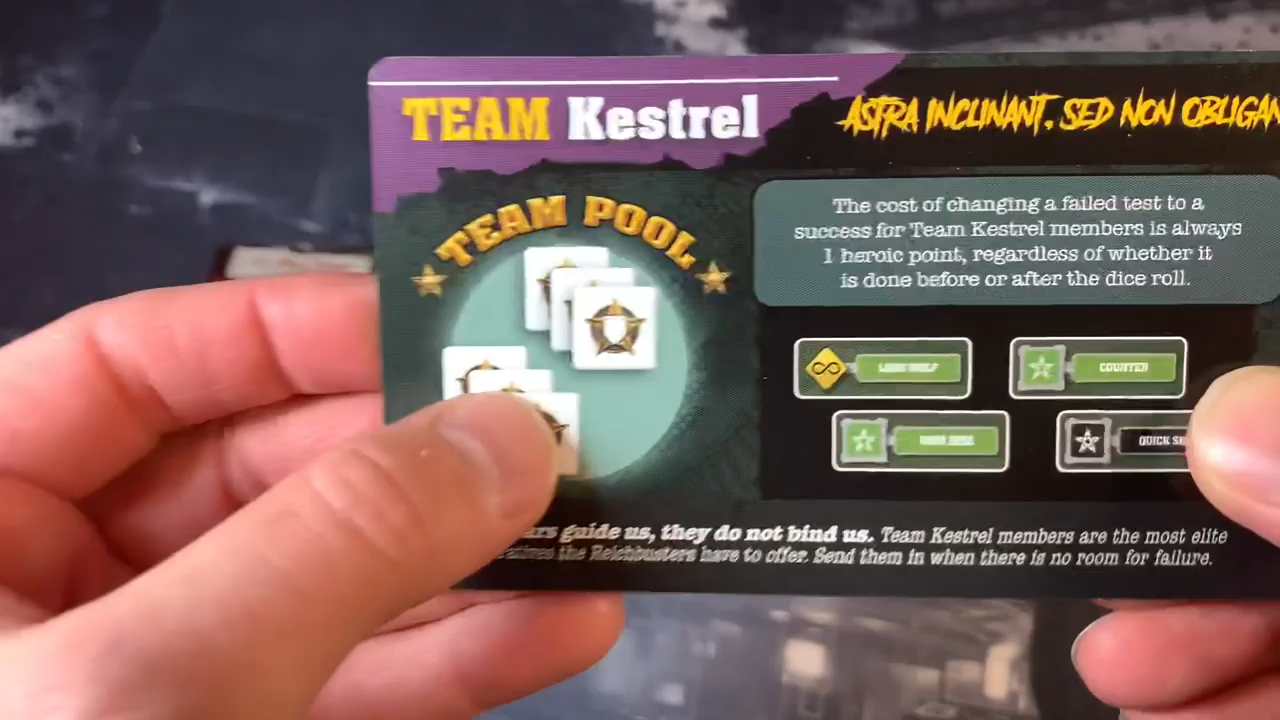 TEAM Kestrel
ASTRA INCLINANT, SED NON OBLIGAN
TEAM POOL
The cost of changing a failed test to a
success for Team Kestrel members is always
1 heroic point, regardless of whether it
is done before or after the dice roll.
LONE WOLF
COUNTER
QUICK
guide us, they do not bind us. Team Kestrel members are the most elite
the Reichbusters have to offer. Send them in when there is no room for failure.